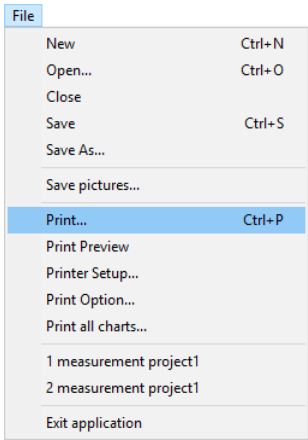 File
New Ctrl+N
Open... Ctrl+O
Close
Save Ctrl+S
Save As...
Save pictures...
Print... Ctrl+P
Print Preview
Printer Setup...
Print Option...
Print all charts...
1 measurement project1
2 measurement project1
Exit application